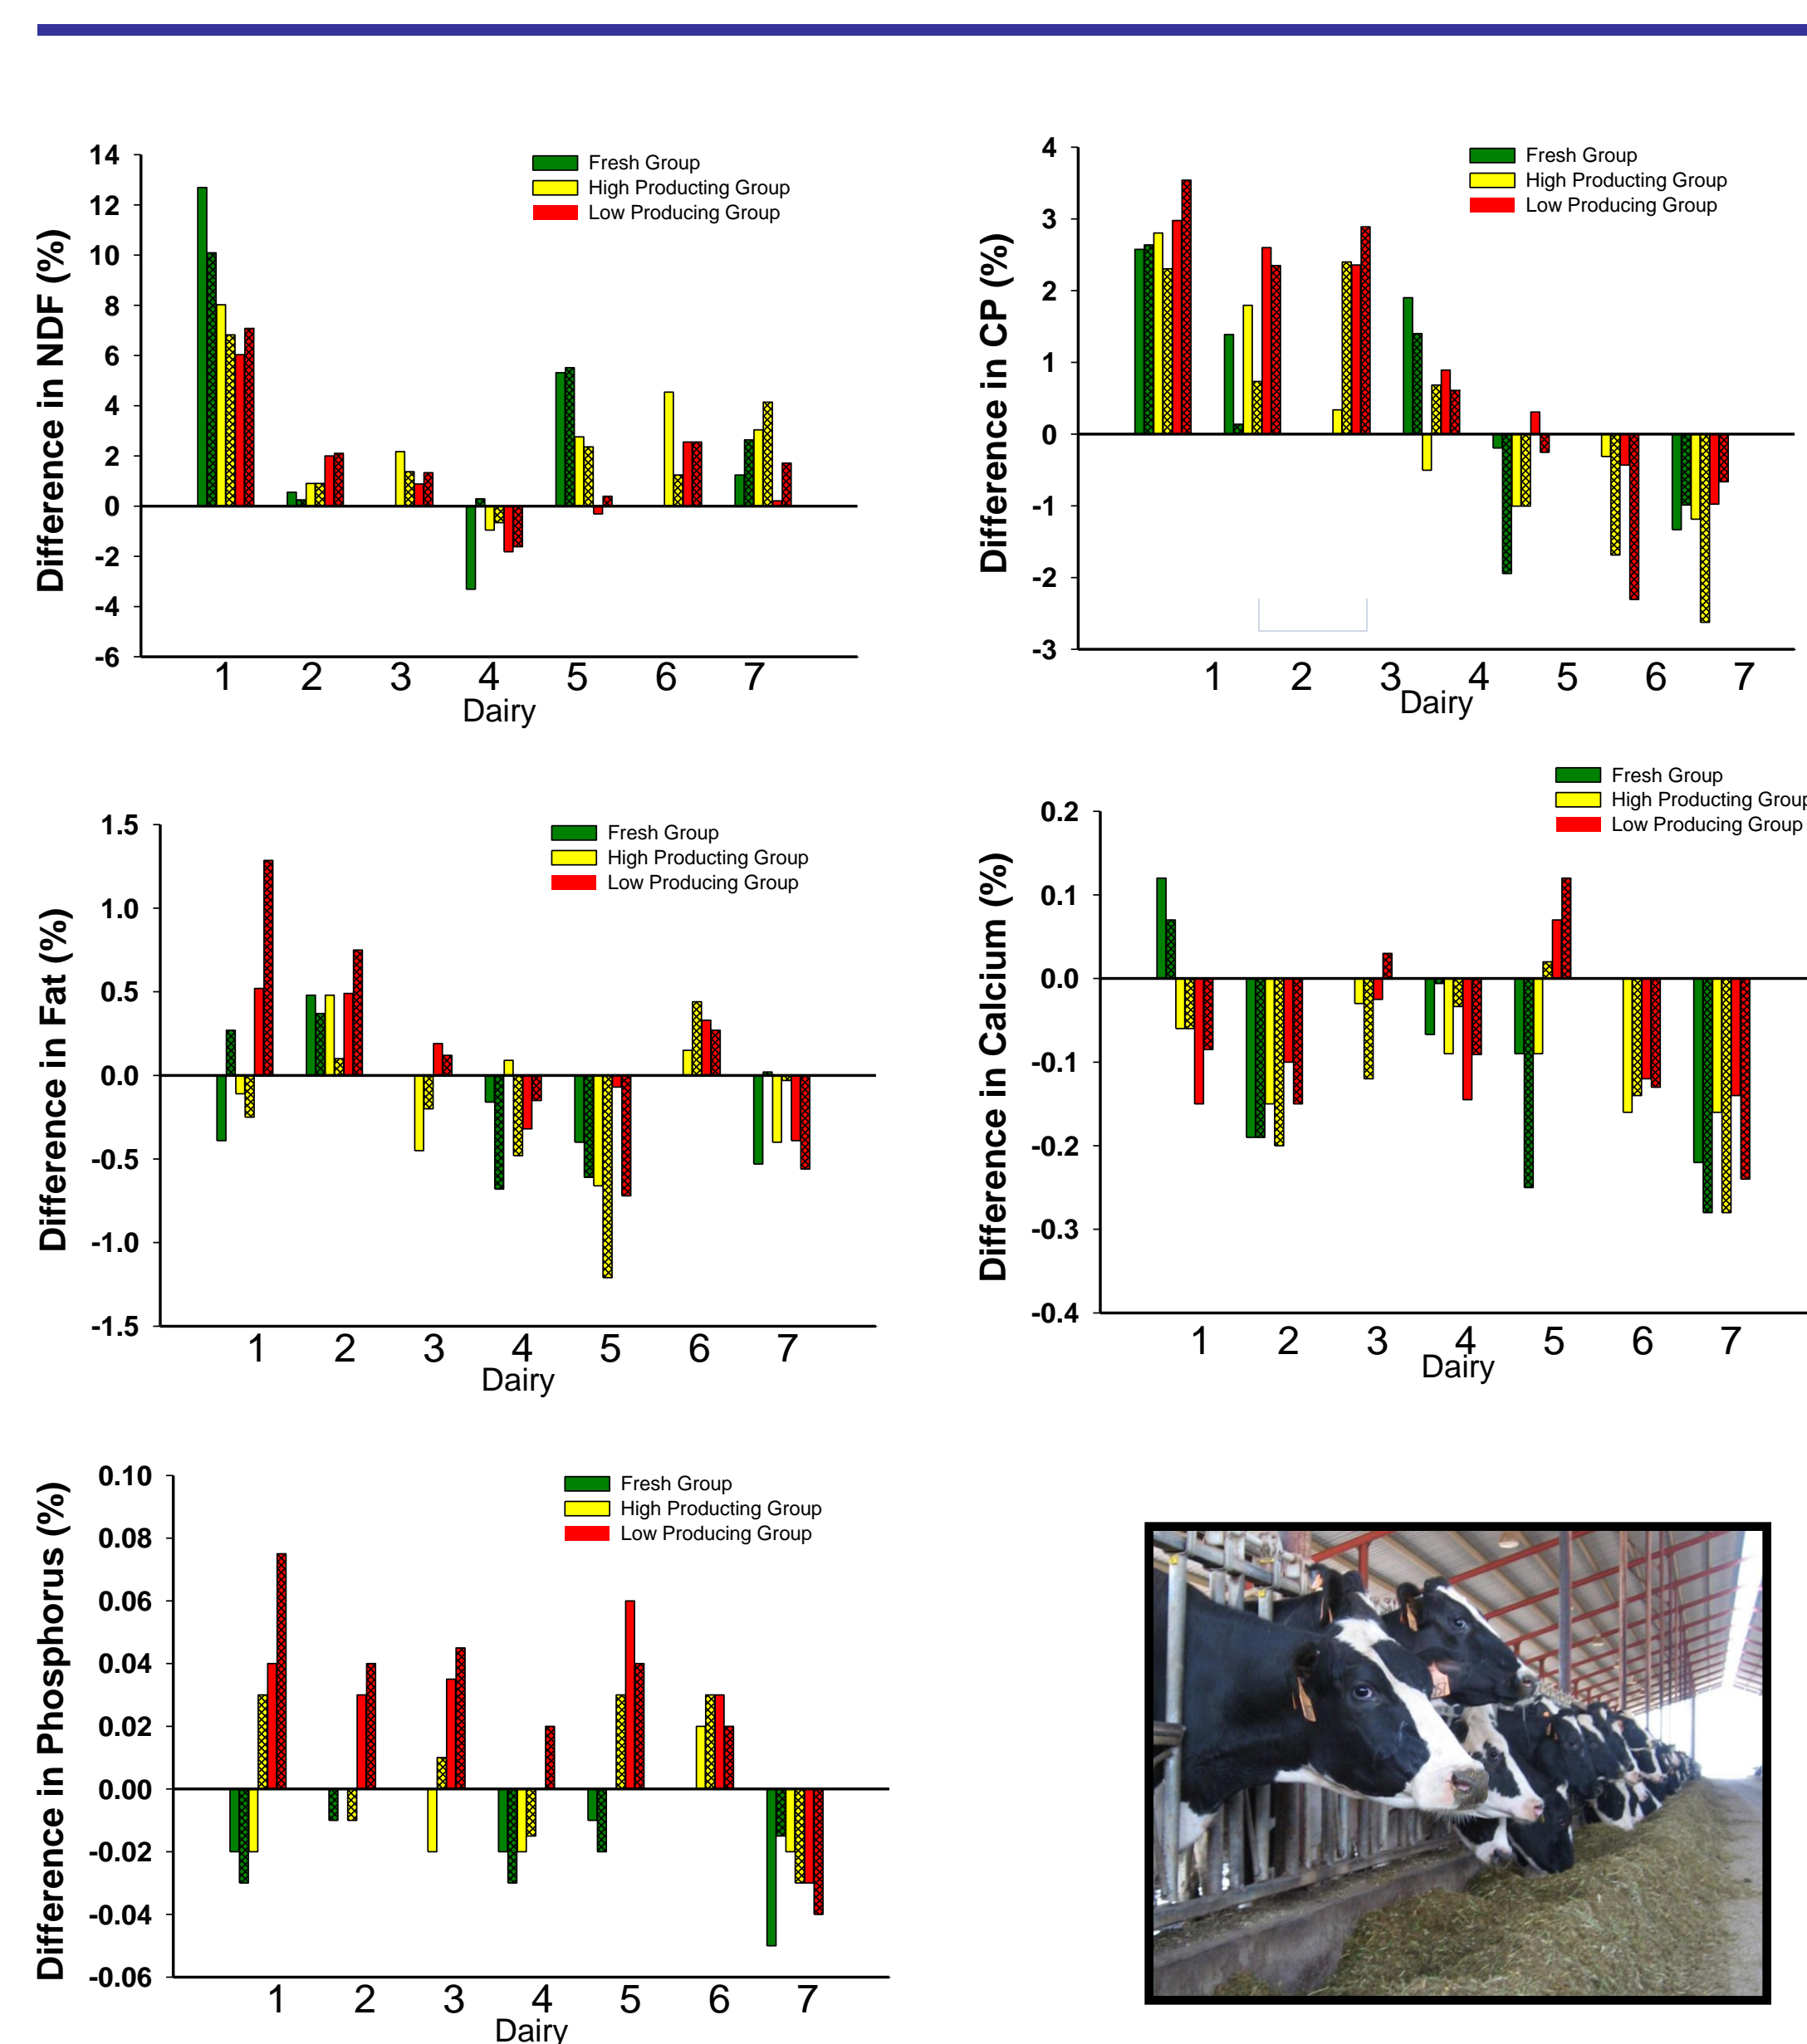 Difference in NDF (%)
14
12
10
8
6
4
2
0
-2
-4
-6
Fresh Group
High Producting Group
Low Producing Group
1 2 3 4 5 6 7
Dairy
Difference in CP (%)
4
3
2
1
0
-1
-2
-3
Fresh Group
High Producting Group
Low Producing Group
1 2 3 4 5 6 7
Dairy
Difference in Fat (%)
1.5
1.0
0.5
0.0
-0.5
-1.0
-1.5
Fresh Group
High Producting Group
Low Producing Group
1 2 3 4 5 6 7
Dairy
Difference in Calcium (%)
0.2
0.1
0.0
-0.1
-0.2
-0.3
-0.4
Fresh Group
High Producting Group
Low Producing Group
1 2 3 4 5 6 7
Dairy
Difference in Phosphorus (%)
0.10
0.08
0.06
0.04
0.02
0.00
-0.02
-0.04
-0.06
Fresh Group
High Producting Group
Low Producing Group
1 2 3 4 5 6 7
Dairy